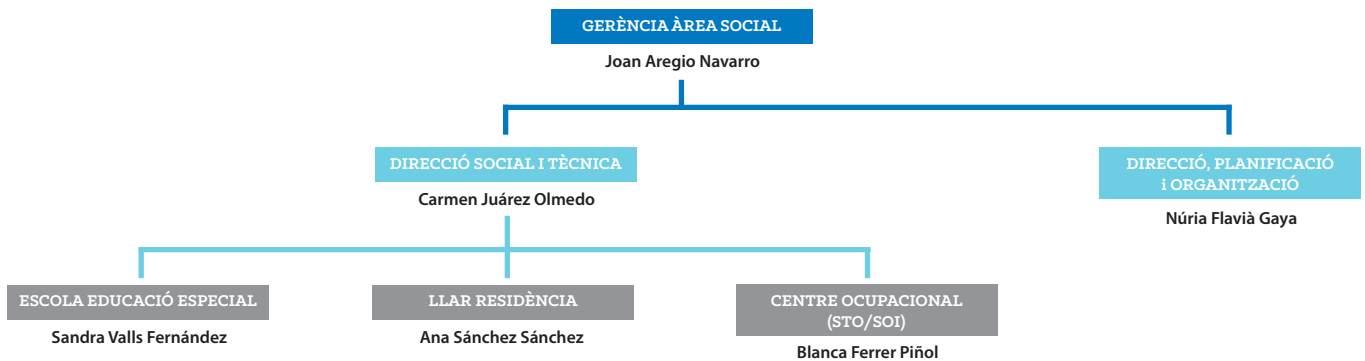 GERÈNCIA ÀREA SOCIAL
Joan Aregio Navarro
DIRECCIÓ SOCIAL I TÈCNICA
Carmen Juárez Olmedo
DIRECCIÓ, PLANIFICACIÓ
i ORGANITZACIÓ
Núria Flavià Gaya
ESCOLA EDUCACIÓ ESPECIAL
Sandra Valls Fernández
LLAR RESIDÈNCIA
Ana Sánchez Sánchez
CENTRE OCUPACIONAL
(STO/SOI)
Blanca Ferrer Piñol